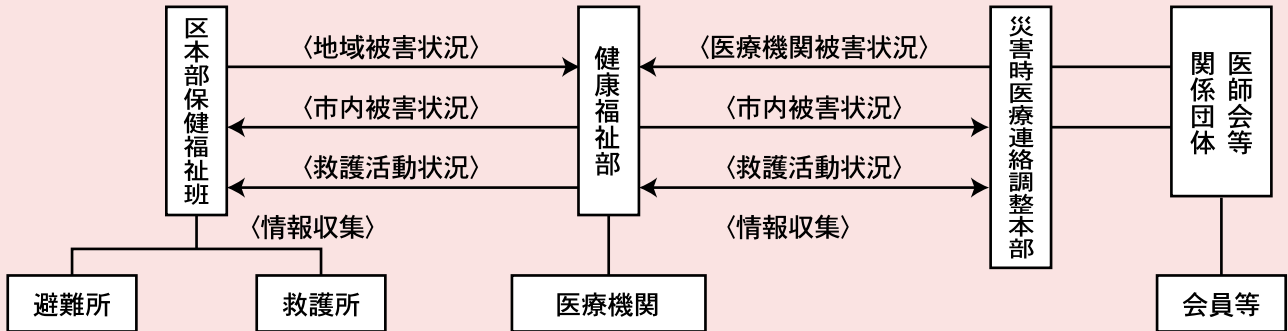 区本部保健福祉班
〈地域被害状況〉
〈市内被害状況〉
〈救護活動状況〉
〈情報収集〉
健康福祉部
〈医療機関被害状況〉
〈市内被害状況〉
〈救護活動状況〉
〈情報収集〉
災害時医療連絡調整本部
医師会等
関係団体
避難所
救護所
医療機関
会員等